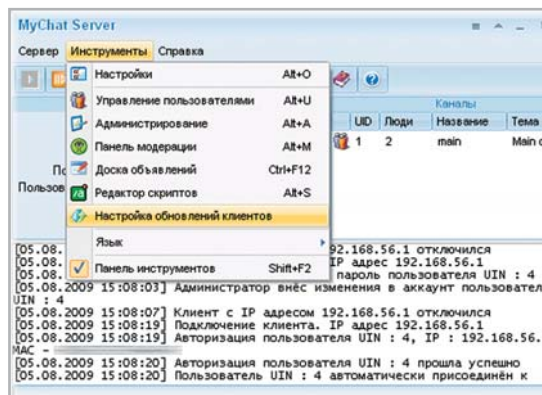 MyChat Server
Сервер Инструменты Справка
Настройки Alt+O
Управление пользователями Alt+U
Администрирование Alt+A
Панель модерации Alt+M
Доска объявлений Ctrl+F12
Редактор скриптов Alt+S
Настройка обновлений клиентов
Язык
Панель инструментов Shift+F2
Каналы
UID Люди Название Тема
1 2 main Main
По
Пользов
[05.08. 92.168.56.1 отключился
[05.08. IP адрес 192.168.56.1
[05.08. пароль пользователя UIN : 4
[05.08.2009 15:08:03] Администратор внёс изменения в аккаунт пользовател
UIN : 4
[05.08.2009 15:08:07] Клиент с IP адресом 192.168.56.1 отключился
[05.08.2009 15:08:19] Подключение клиента. IP адрес 192.168.56.1
[05.08.2009 15:08:19] Авторизация пользователя UIN : 4, IP : 192.168.56.
MAC -
[05.08.2009 15:08:20] Авторизация пользователя UIN : 4 прошла успешно
[05.08.2009 15:08:20] Пользователь UIN : 4 автоматически присоединён к